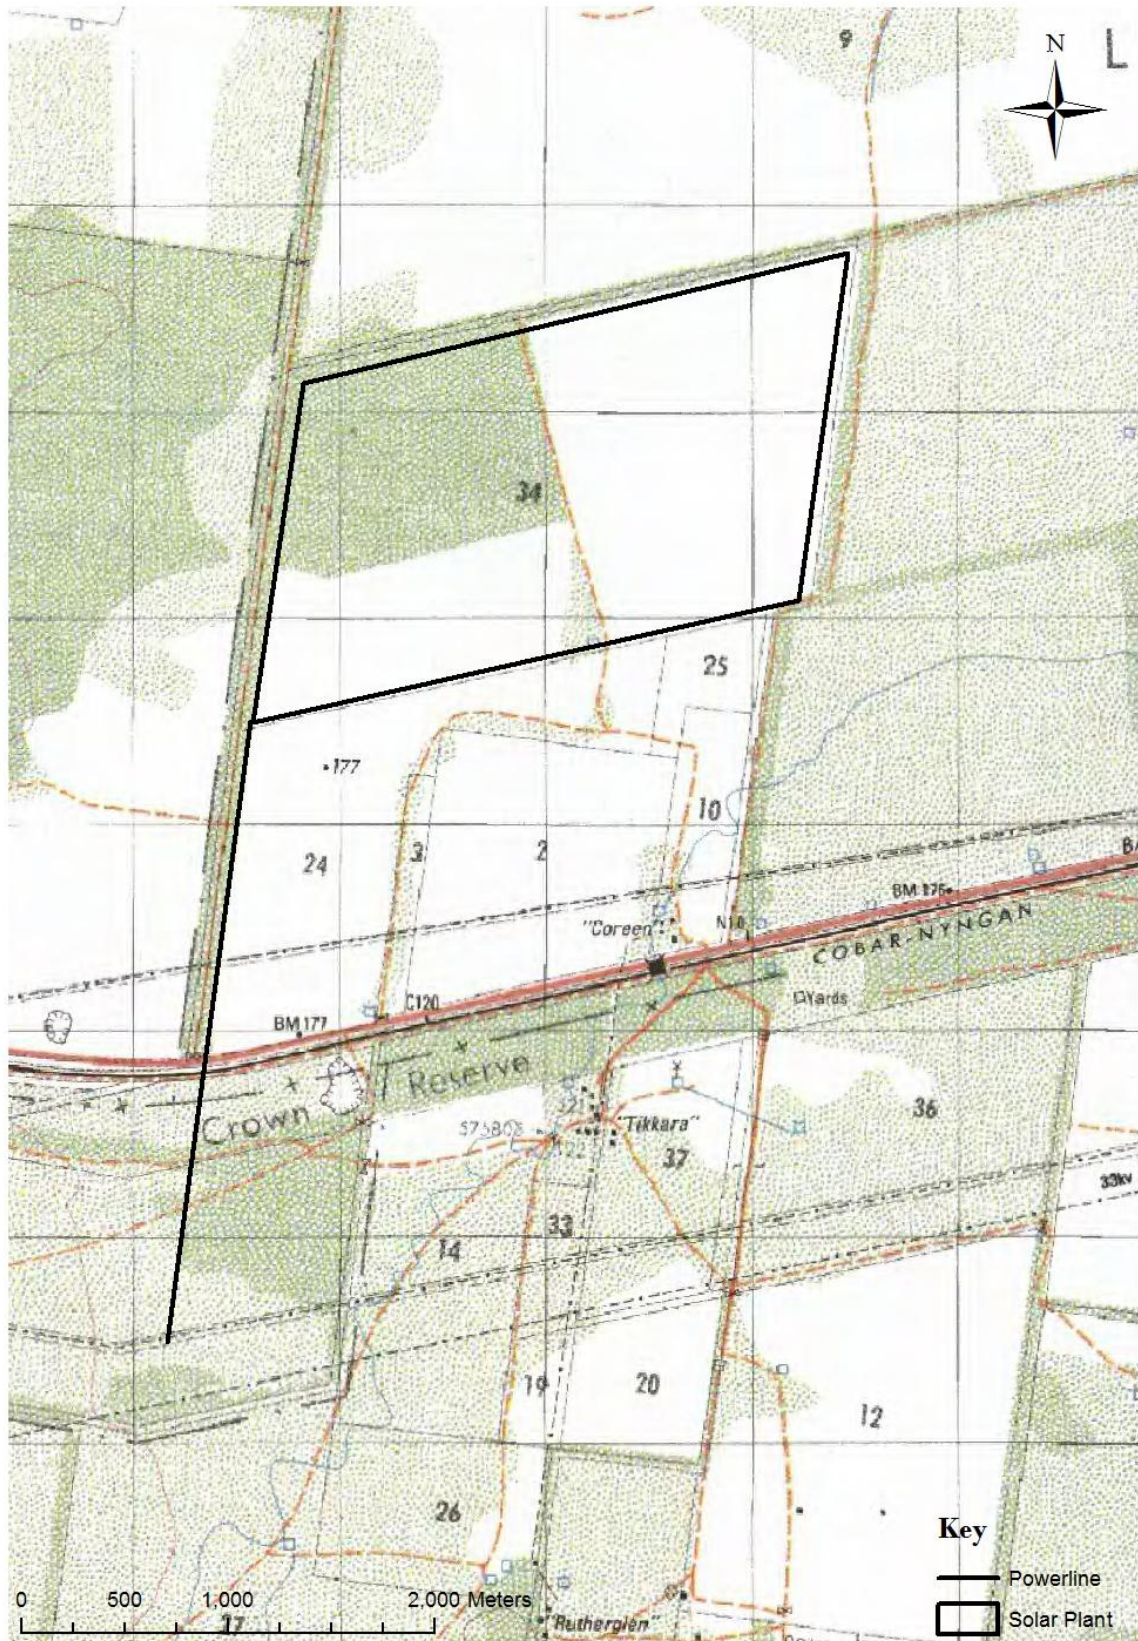 9
N
L
34
25
177
10
24
3
2
BM 176
"Coreen"
N10
COBAR-NYNGAN
C120
Yards
BM 177
Reserve
Crown
36
"Tikkara"
37
33kv
33
14
19
20
12
26
Key
Powerline
0 500 1,000 2,000 Meters
Solar Plant
17
"Rutherglen"